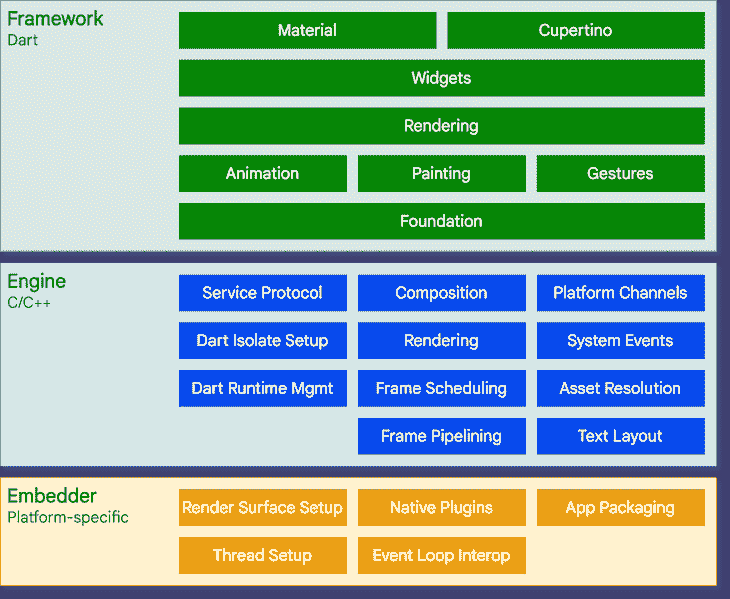 Framework
Dart
Material
Cupertino
Widgets
Rendering
Animation
Painting
Gestures
Foundation
Engine
C/C++
Service Protocol
Composition
Platform Channels
Dart Isolate Setup
Rendering
System Events
Dart Runtime Mgmt
Frame Scheduling
Asset Resolution
Frame Pipelining
Text Layout
Embedder
Platform-specific
Render Surface Setup
Native Plugins
App Packaging
Thread Setup
Event Loop Interop